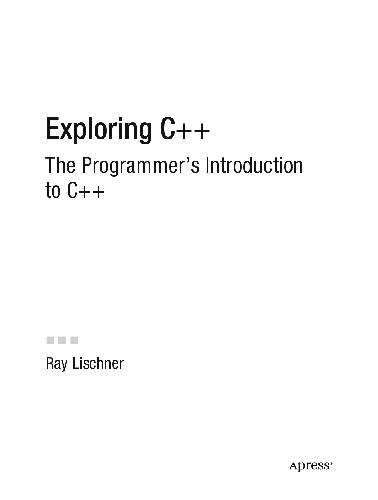 Exploring C++
The Programmer's Introduction
to C++
Ray Lischner
Apress®